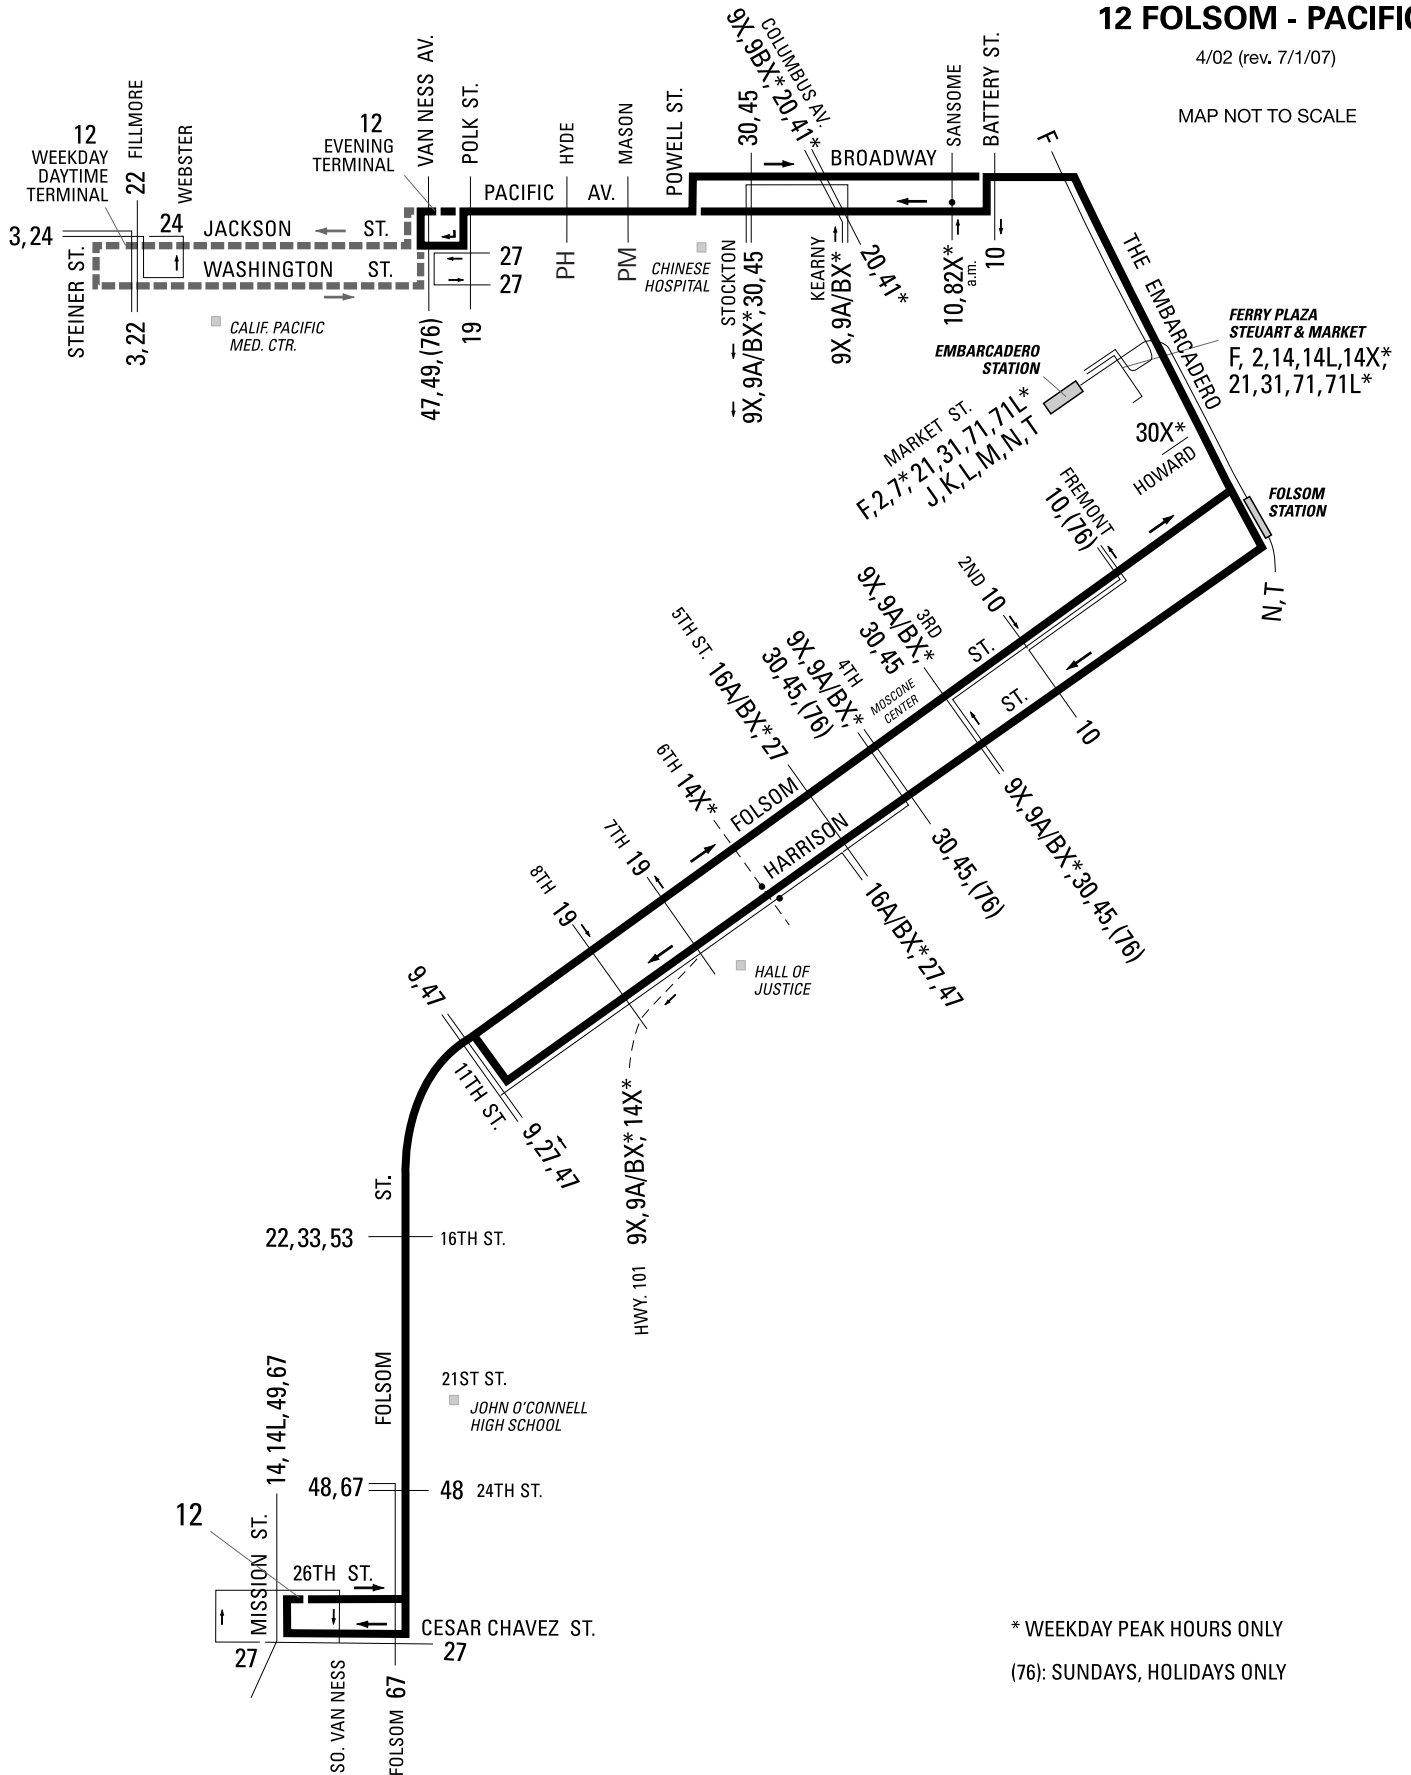 12 FOLSOM - PACIFIC
4/02 (rev. 7/1/07)
MAP NOT TO SCALE
12
WEEKDAY
DAYTIME
TERMINAL
22 FILLMORE
WEBSTER
24
3,24
STEINER ST.
JACKSON ST.
WASHINGTON ST.
3,22
CALIF. PACIFIC
MED. CTR.
12
EVENING
TERMINAL
VAN NESS AV.
POLK ST.
PACIFIC AV.
HYDE
MASON
POWELL ST.
27
27
47,49,(76)
19
PH
PM
CHINESE
HOSPITAL
30,45
COLUMBUS AV.
9X,9BX*20,41*
BROADWAY
SANSOME
BATTERY ST.
STOCKTON
9X,9A/BX*30,45
KEARNY
9X,9A/BX*
20,41*
10,82X*
a.m.
10
F
THE EMBARCADERO
FERRY PLAZA
STEUART & MARKET
F, 2,14,14L,14X*,
21,31,71,71L*
EMBARCADERO
STATION
MARKET ST.
F,2,7*,21,31,71,71L*
J,K,L,M,N,T
30X*
HOWARD
FOLSOM
STATION
N,T
FREMONT
10,(76)
2ND 10
ST.
ST.
10
3RD
9X,9A/BX,*
30,45
MOSCONE
CENTER
4TH
9X,9A/BX,*
30,45,(76)
5TH ST. 16A/BX,*27
6TH 14X*
7TH 19
8TH 19
FOLSOM
HARRISON
9X,9A/BX*30,45,(76)
30,45,(76)
16A/BX,*27,47
HALL OF
JUSTICE
9,47
11TH ST.
9,27,47
HWY. 101 9X,9A/BX*,14X*
ST.
22,33,53
16TH ST.
FOLSOM
21ST ST.
JOHN O'CONNELL
HIGH SCHOOL
14,14L,49,67
48,67
48 24TH ST.
12
MISSION ST.
26TH ST.
CESAR CHAVEZ ST.
27
27
SO. VAN NESS
FOLSOM 67
* WEEKDAY PEAK HOURS ONLY
(76): SUNDAYS, HOLIDAYS ONLY